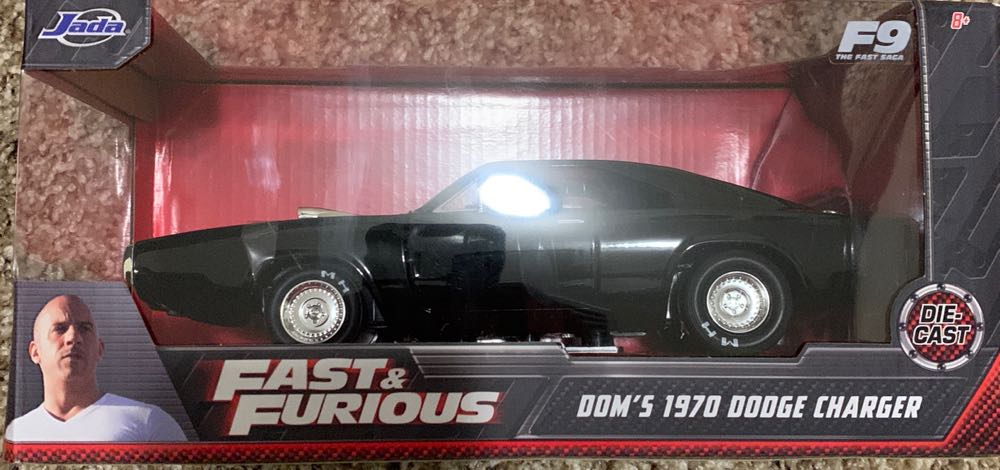 Jada
F9
THE FAST SAGA
8+
M H
M
DIE-
CAST
FAST &
FURIOUS
DOM'S 1970 DODGE CHARGER